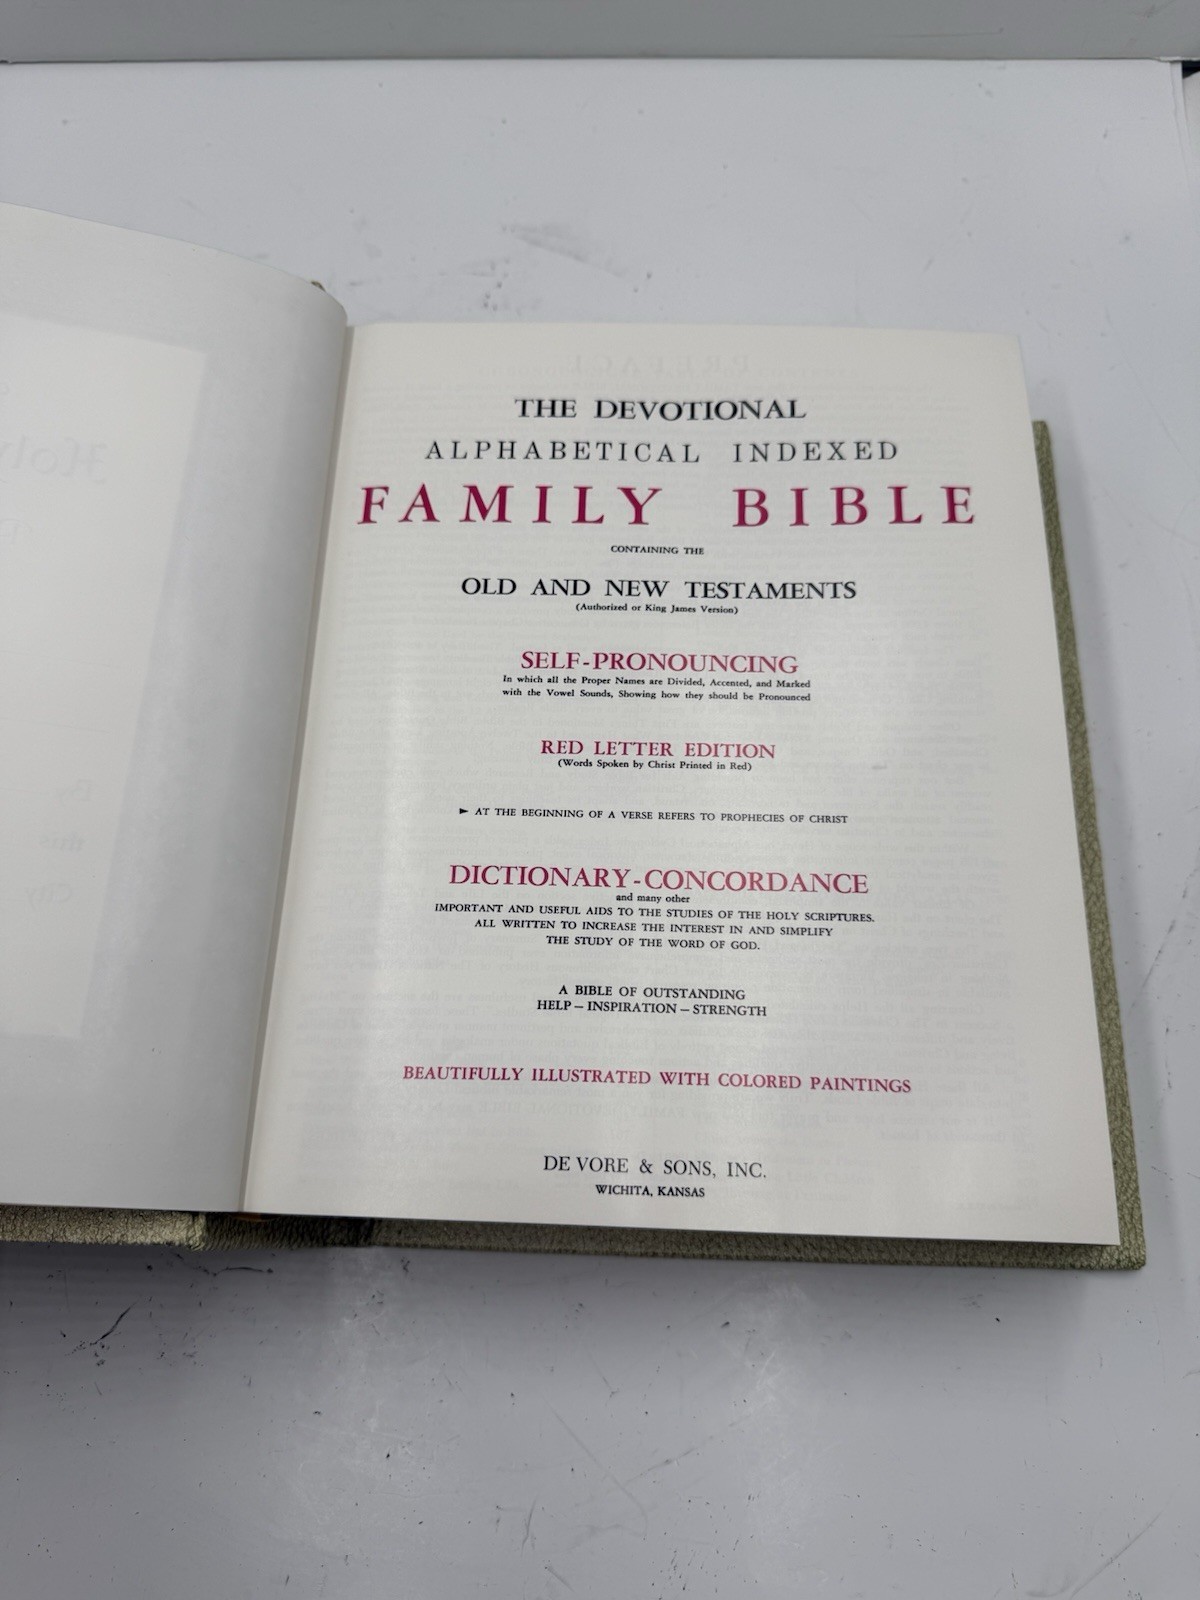 THE DEVOTIONAL
ALPHABETICAL INDEXED
FAMILY BIBLE
CONTAINING THE
OLD AND NEW TESTAMENTS
(Authorized or King James Version)
SELF-PRONOUNCING
In which all the Proper Names are Divided, Accented, and Marked
with the Vowel Sounds, Showing how they should be Pronounced
RED LETTER EDITION
(Words Spoken by Christ Printed in Red)
► AT THE BEGINNING OF A VERSE REFERS TO PROPHECIES OF CHRIST
DICTIONARY-CONCORDANCE
and many other
IMPORTANT AND USEFUL AIDS TO THE STUDIES OF THE HOLY SCRIPTURES.
ALL WRITTEN TO INCREASE THE INTEREST IN AND SIMPLIFY
THE STUDY OF THE WORD OF GOD.
A BIBLE OF OUTSTANDING
HELP – INSPIRATION – STRENGTH
BEAUTIFULLY ILLUSTRATED WITH COLORED PAINTINGS
DE VORE & SONS, INC.
WICHITA, KANSAS